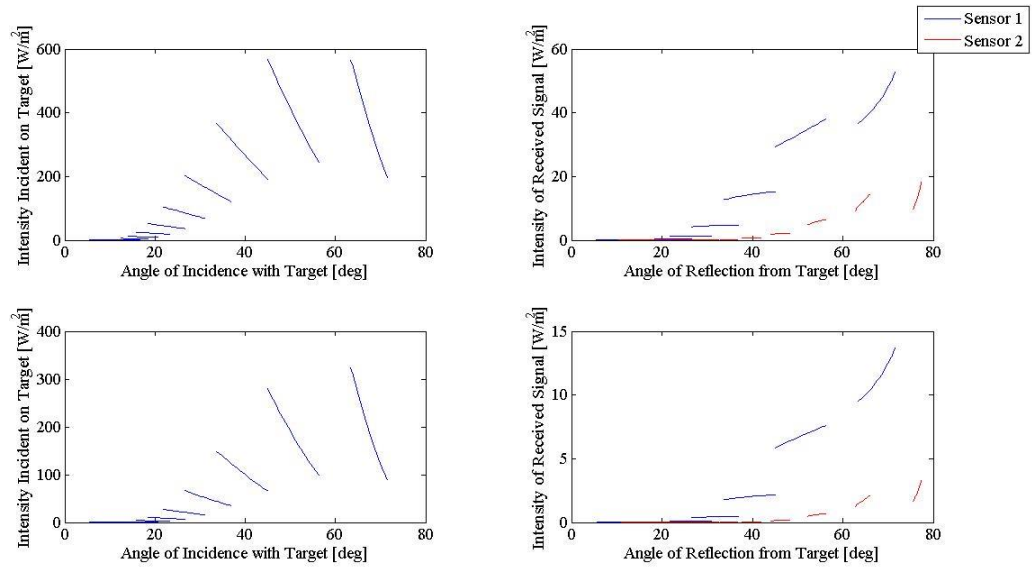 Sensor 1
Sensor 2
Intensity Incident on Target [W/m²]
600
400
200
0
0 20 40 60 80
Angle of Incidence with Target [deg]
Intensity of Received Signal [W/m²]
60
40
20
0
0 20 40 60 80
Angle of Reflection from Target [deg]
Intensity Incident on Target [W/m²]
400
300
200
100
0
0 20 40 60 80
Angle of Incidence with Target [deg]
Intensity of Received Signal [W/m²]
15
10
5
0
0 20 40 60 80
Angle of Reflection from Target [deg]